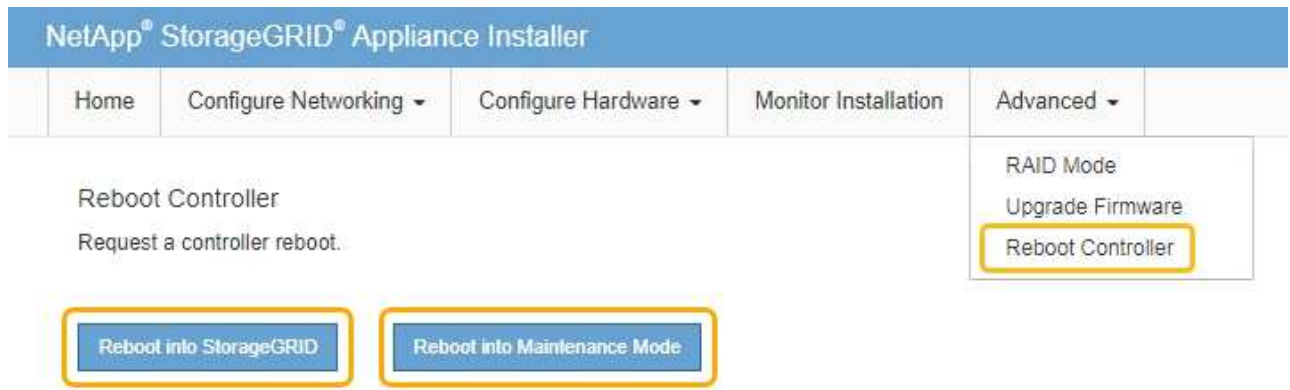 NetApp® StorageGRID® Appliance Installer
Home Configure Networking Configure Hardware Monitor Installation Advanced
RAID Mode
Upgrade Firmware
Reboot Controller
Reboot Controller
Request a controller reboot.
Reboot into StorageGRID Reboot into Maintenance Mode